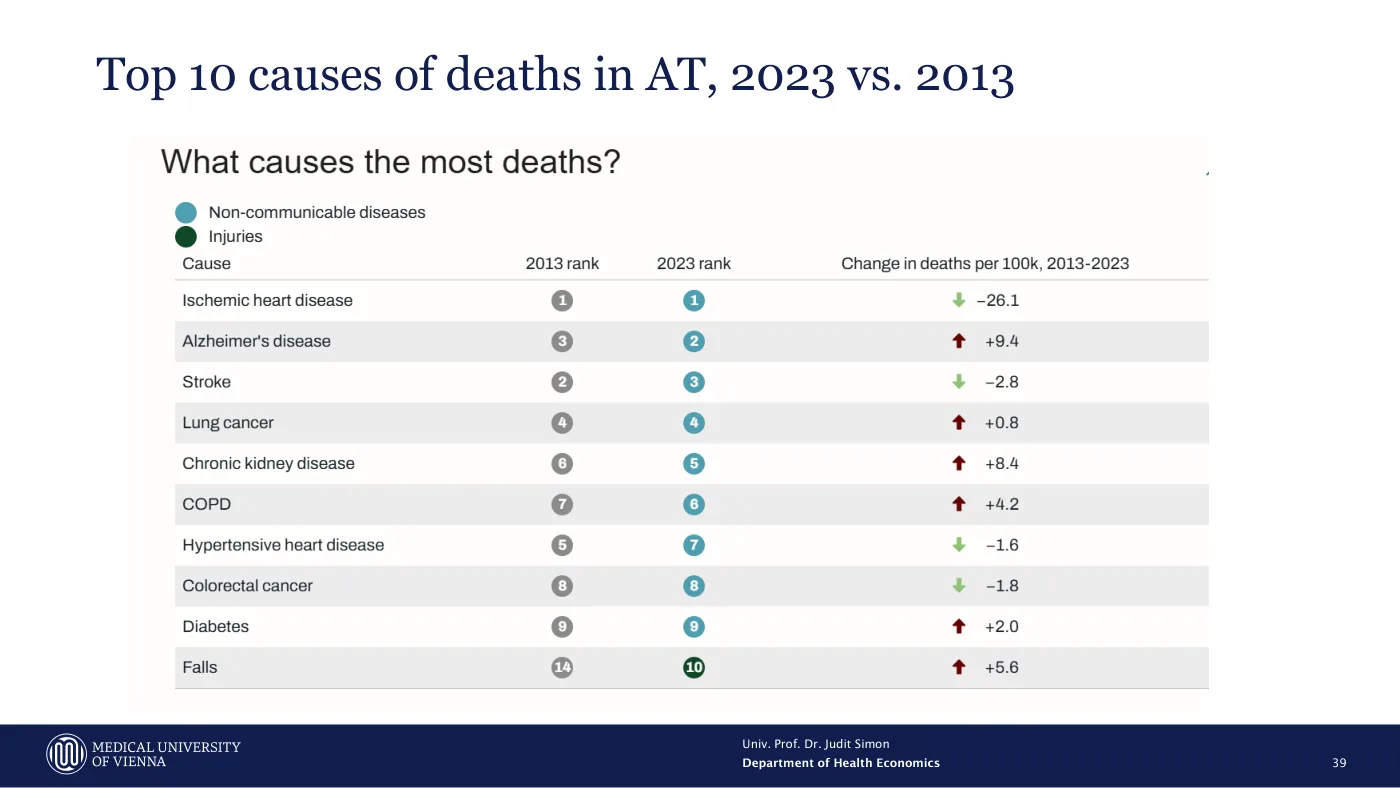 Top 10 causes of deaths in AT, 2023 vs. 2013
What causes the most deaths?
Non-communicable diseases
Injuries
Cause 2013 rank 2023 rank Change in deaths per 100k, 2013-2023
Ischemic heart disease 1 1 −26.1
Alzheimer's disease 3 2 +9.4
Stroke 2 3 −2.8
Lung cancer 4 4 +0.8
Chronic kidney disease 6 5 +8.4
COPD 7 6 +4.2
Hypertensive heart disease 5 7 −1.6
Colorectal cancer 8 8 −1.8
Diabetes 9 9 +2.0
Falls 14 10 +5.6
MEDICAL UNIVERSITY
OF VIENNA
Univ. Prof. Dr. Judit Simon
Department of Health Economics
39